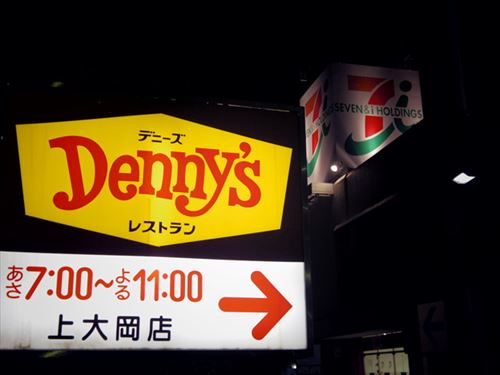 デニーズ
Denny's
レストラン
あさ7:00～よる11:00
上大岡店
SEVEN&i HOLDINGS